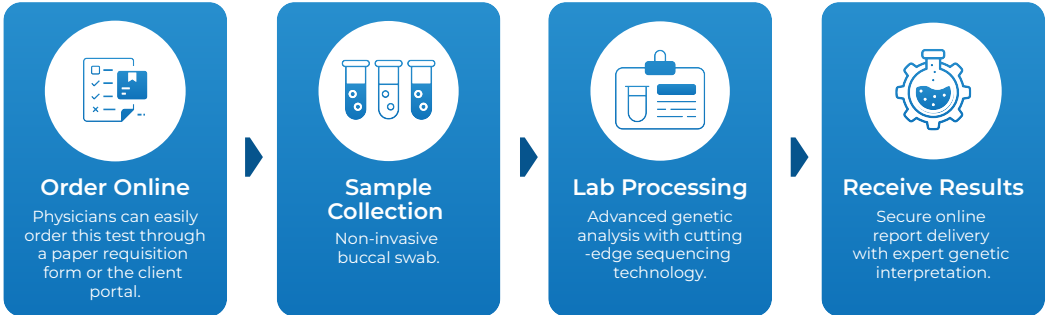 Order Online
Physicians can easily
order this test through
a paper requisition
form or the client
portal.
Sample
Collection
Non-invasive
buccal swab.
Lab Processing
Advanced genetic
analysis with cutting
-edge sequencing
technology.
Receive Results
Secure online
report delivery
with expert genetic
interpretation.